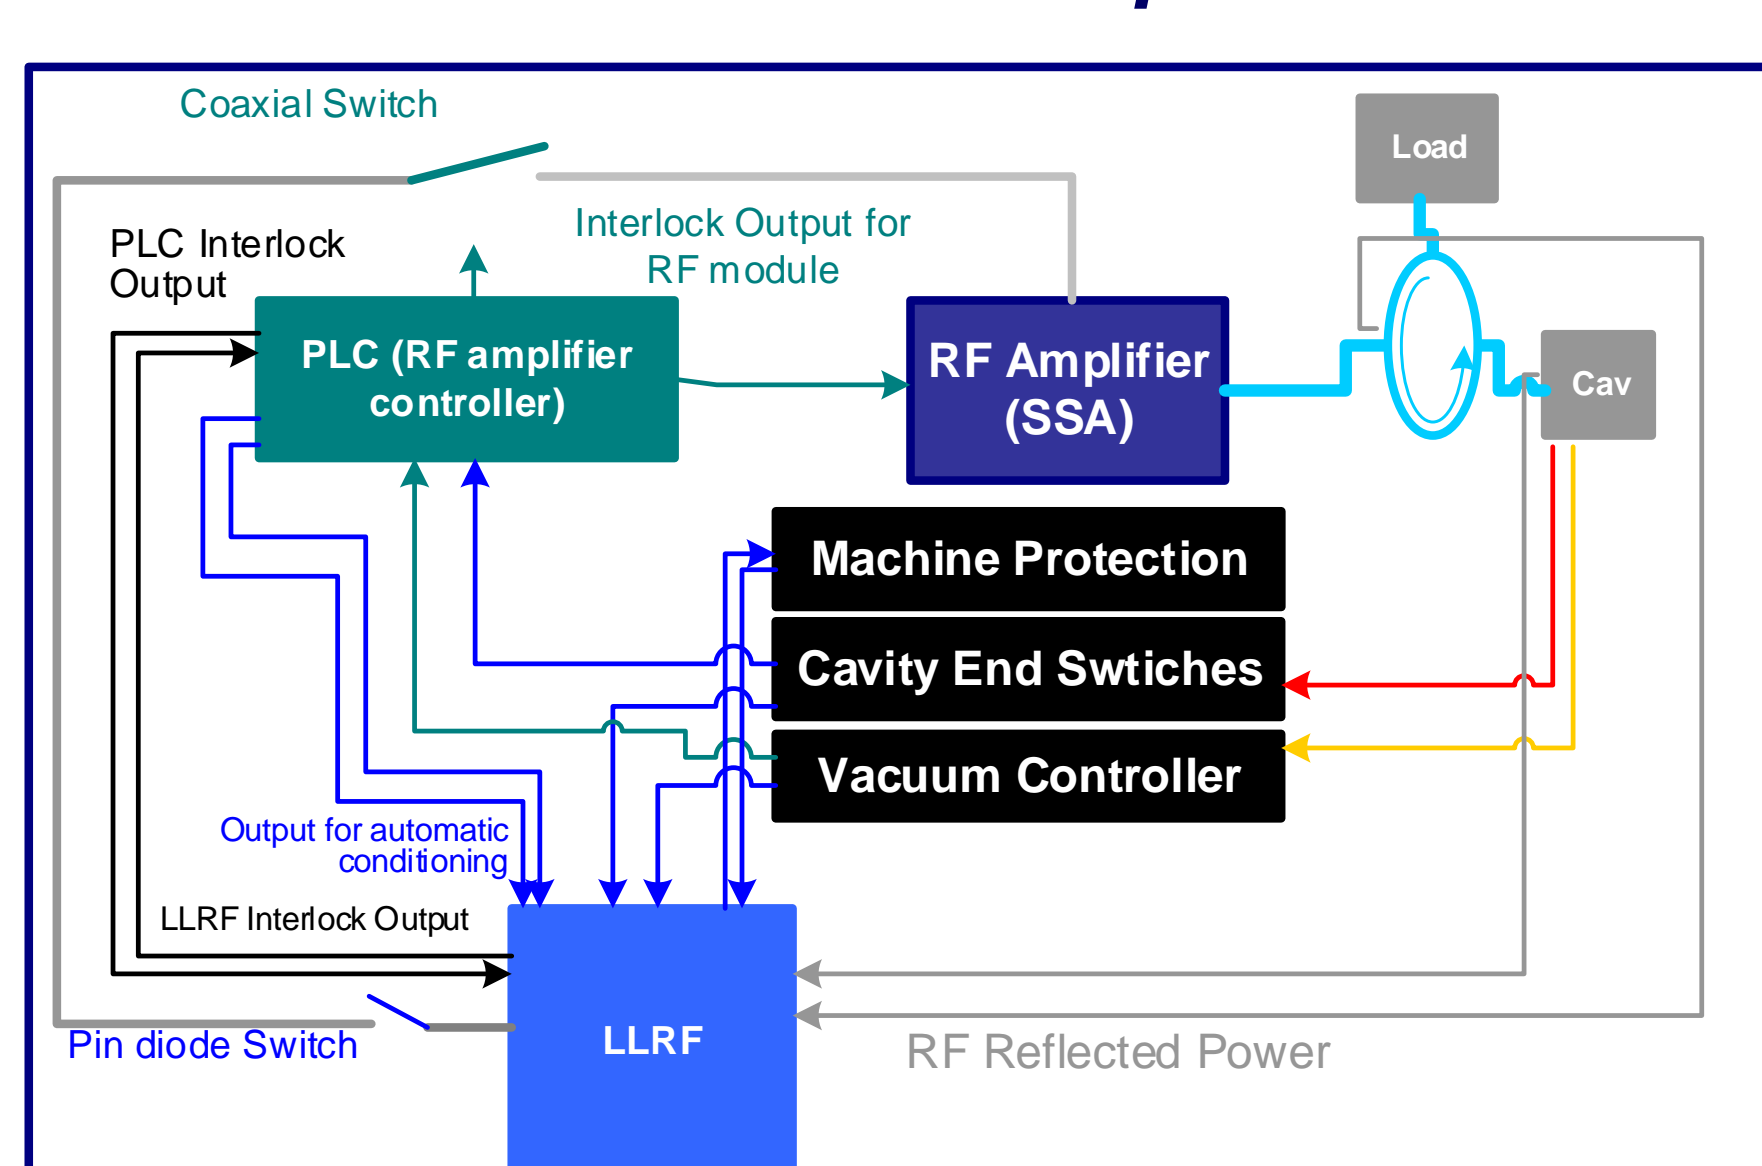 Coaxial Switch
Load
Interlock Output for
RF module
PLC Interlock
Output
PLC (RF amplifier
controller)
RF Amplifier
(SSA)
Cav
Machine Protection
Cavity End Swtiches
Vacuum Controller
Output for automatic
conditioning
LLRF Interlock Output
Pin diode Switch
LLRF
RF Reflected Power